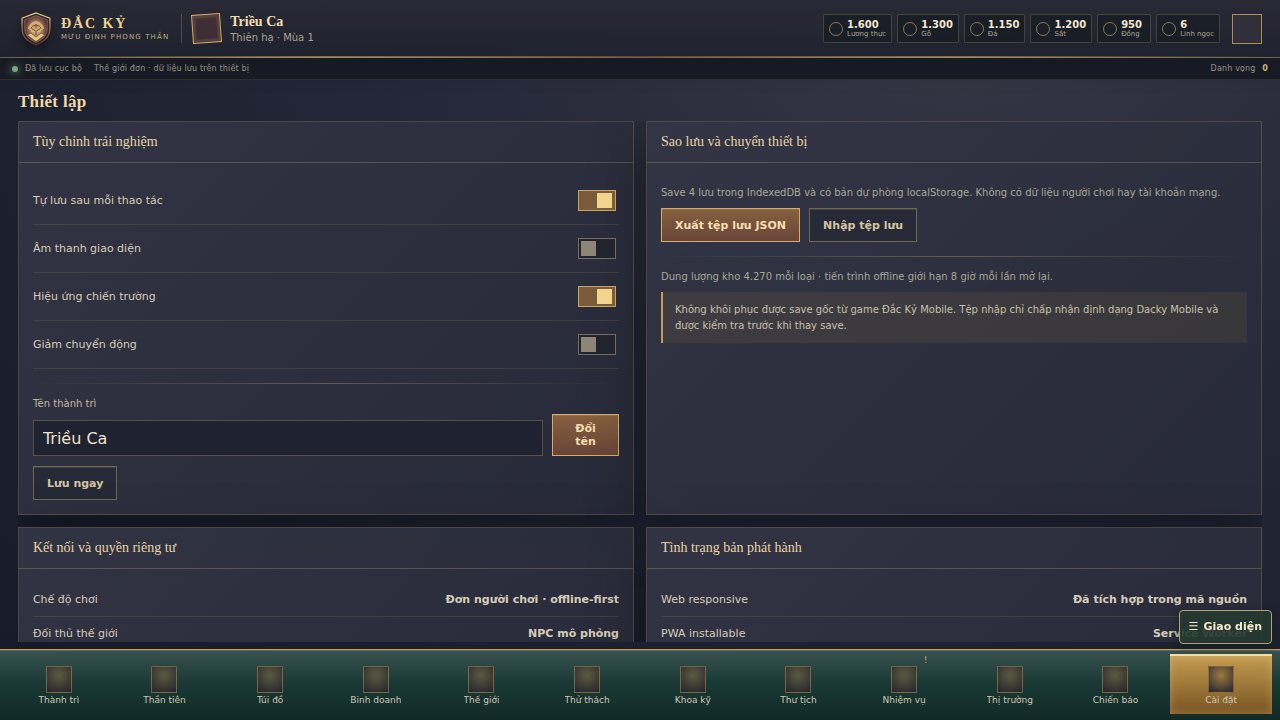 ĐẮC KỶ
MƯU ĐỊNH PHONG THẦN
Triều Ca
Thiên hạ · Mùa 1
1.600
Lương thực
1.300
Gỗ
1.150
Đá
1.200
Sắt
950
Đồng
6
Linh ngọc
Đã lưu cục bộ Thế giới đơn · dữ liệu lưu trên thiết bị
Danh vọng 0
Thiết lập
Tùy chỉnh trải nghiệm
Tự lưu sau mỗi thao tác
Âm thanh giao diện
Hiệu ứng chiến trường
Giảm chuyển động
Tên thành trì
Triều Ca
Đổi
tên
Lưu ngay
Sao lưu và chuyển thiết bị
Save 4 lưu trong IndexedDB và có bản dự phòng localStorage. Không có dữ liệu người chơi hay tài khoản mạng.
Xuất tệp lưu JSON
Nhập tệp lưu
Dung lượng kho 4.270 mỗi loại · tiến trình offline giới hạn 8 giờ mỗi lần mở lại.
Không khôi phục được save gốc từ game Đắc Kỷ Mobile. Tệp nhập chỉ chấp nhận định dạng Dacky Mobile và
được kiểm tra trước khi thay save.
Kết nối và quyền riêng tư
Chế độ chơi
Đơn người chơi · offline-first
Đối thủ thế giới
NPC mô phỏng
Tình trạng bản phát hành
Web responsive
Đã tích hợp trong mã nguồn
PWA installable
Service Worker
☰ Giao diện
Thành trì
Thần tiên
Túi đồ
Binh doanh
Thế giới
Thử thách
Khoa kỹ
Thư tịch
!
Nhiệm vụ
Thị trường
Chiến báo
Cài đặt